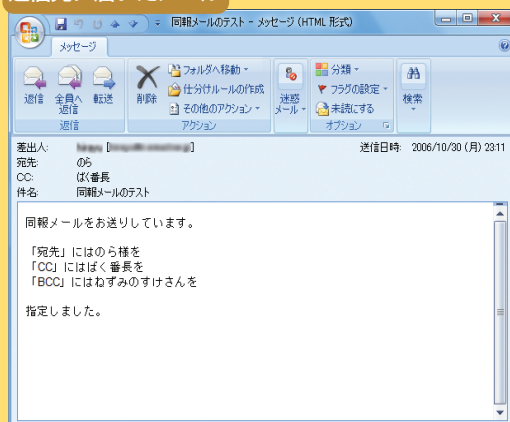 同報メールのテスト - メッセージ (HTML 形式)
メッセージ
返信
全員へ
返信
転送
返信
削除
フォルダへ移動
仕分けルールの作成
その他のアクション
アクション
迷惑
メール
分類
フラグの設定
未読にする
オプション
検索
差出人:
送信日時: 2006/10/30 (月) 23:11
宛先: のら
CC: ばく番長
件名: 同報メールのテスト
同報メールをお送りしています。
「宛先」にはのら様を
「CC」にはばく番長を
「BCC」にはねずみのすけさんを
指定しました。